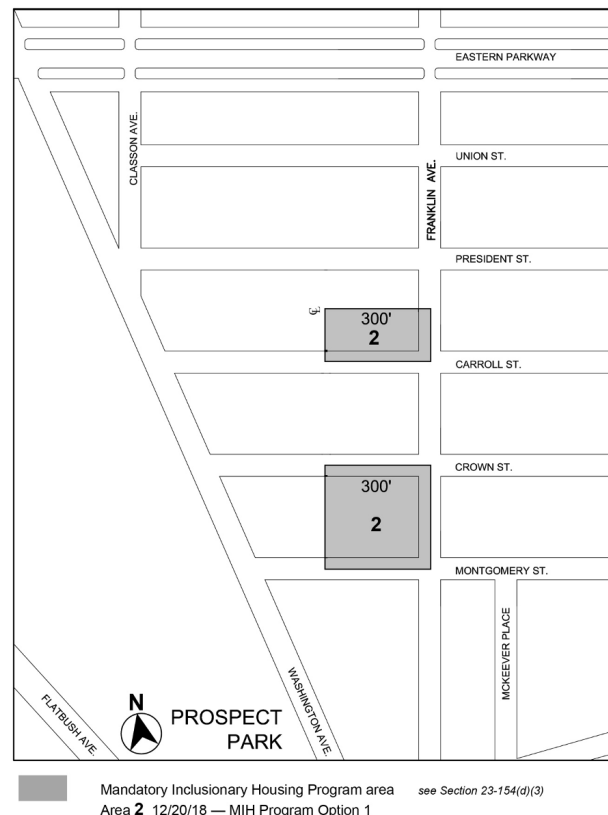 EASTERN PARKWAY
CLASSON AVE.
UNION ST.
FRANKLIN AVE.
PRESIDENT ST.
℄
300'
2
CARROLL ST.
CROWN ST.
300'
2
MONTGOMERY ST.
MCKEEVER PLACE
WASHINGTON AVE.
FLATBUSH AVE.
N
PROSPECT
PARK
Mandatory Inclusionary Housing Program area see Section 23-154(d)(3)
Area 2 12/20/18 — MIH Program Option 1